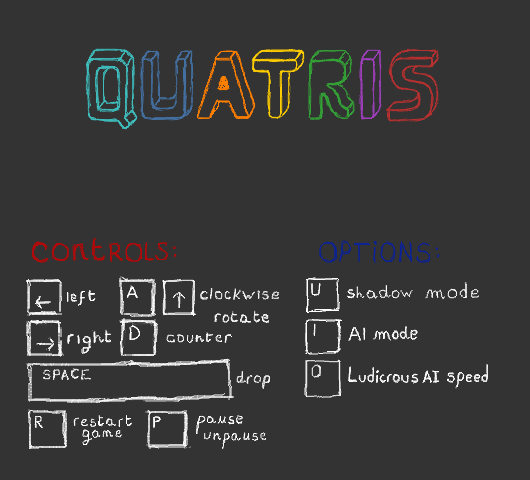 QUATRIS
CONTROLS:
← left A ↑ clockwise
rotate
→ right D counter
SPACE drop
R restart game P pause unpause
OPTIONS:
U shadow mode
I AI mode
O Ludicrous AI speed